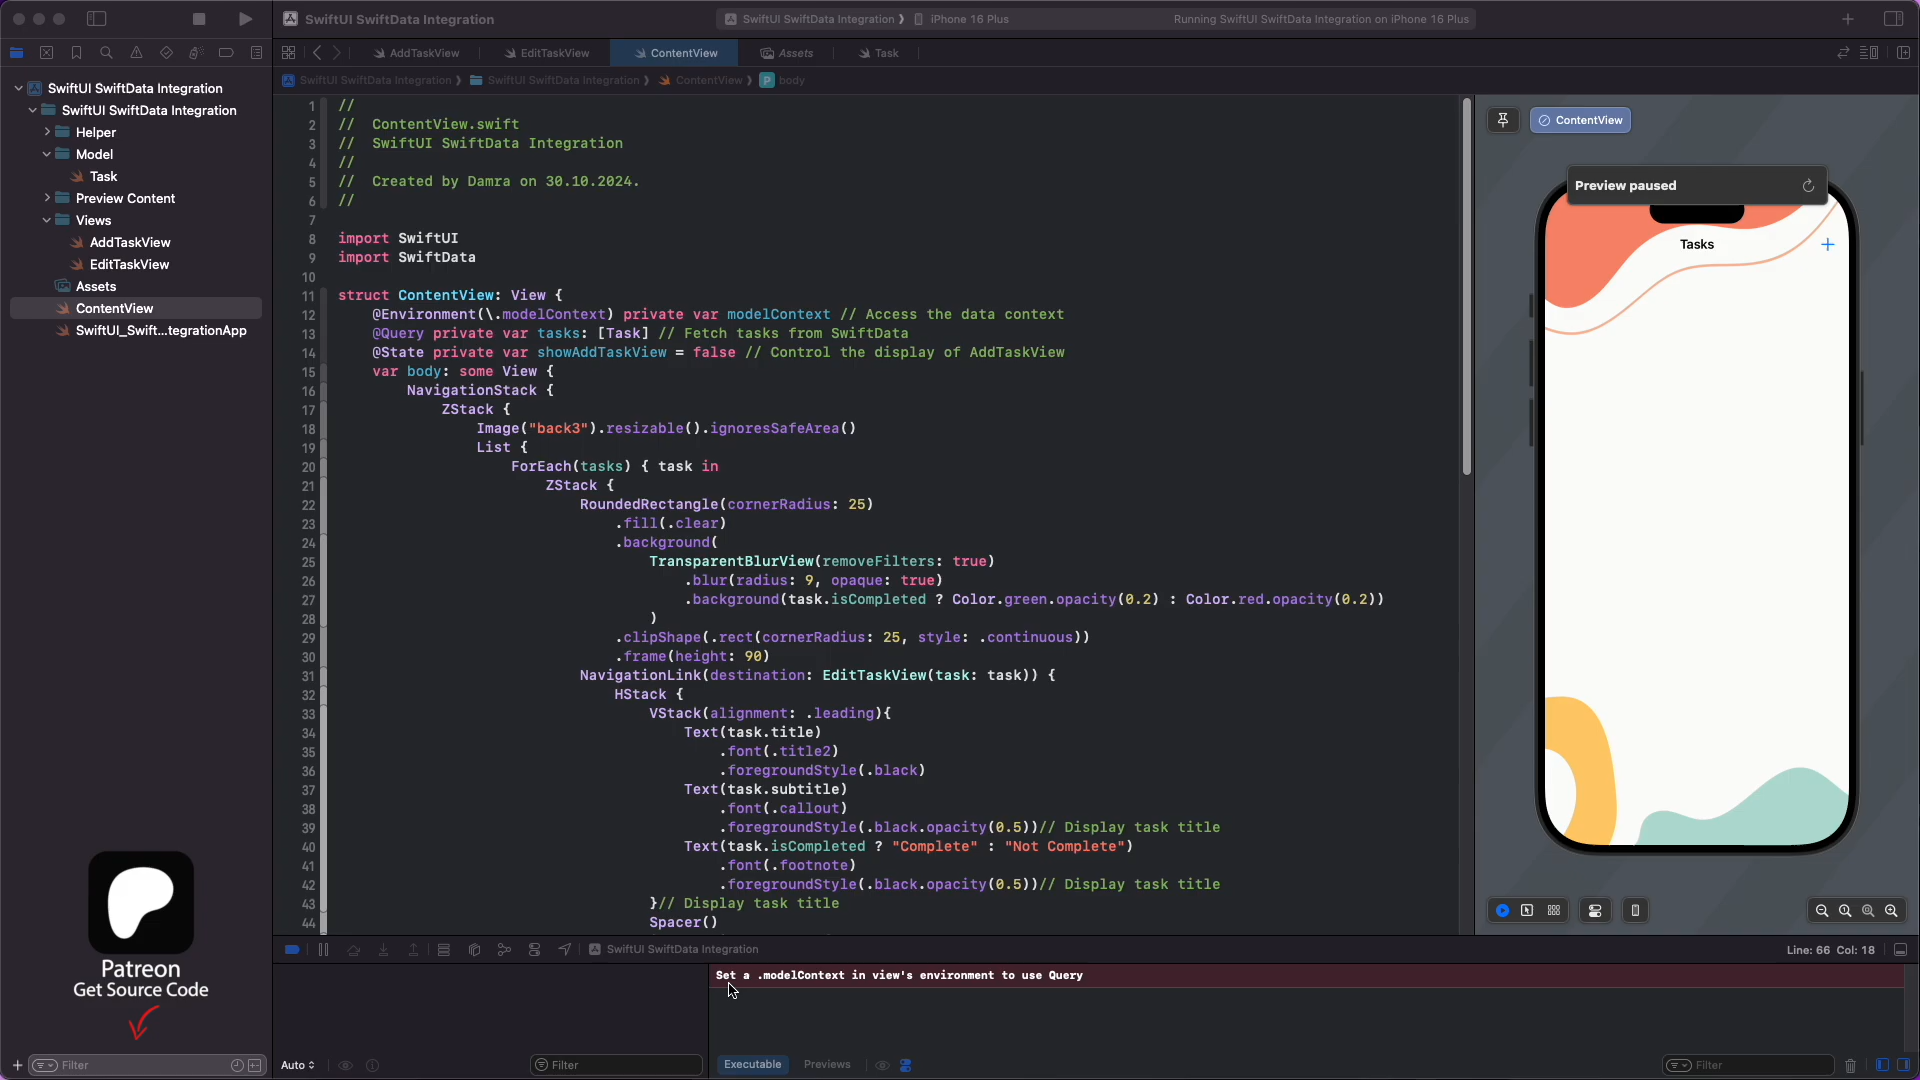 SwiftUI SwiftData Integration
SwiftUI SwiftData Integration
iPhone 16 Plus
Running SwiftUI SwiftData Integration on iPhone 16 Plus
AddTaskView
EditTaskView
ContentView
Assets
Task
SwiftUI SwiftData Integration
SwiftUI SwiftData Integration
ContentView
P
body
SwiftUI SwiftData Integration
SwiftUI SwiftData Integration
Helper
Model
Task
Preview Content
Views
AddTaskView
EditTaskView
Assets
ContentView
SwiftUI_Swift...tegrationApp
Patreon
Get Source Code
Filter
1 //
2 //  ContentView.swift
3 //  SwiftUI SwiftData Integration
4 //
5 //  Created by Damra on 30.10.2024.
6 //
7
8 import SwiftUI
9 import SwiftData
10
11 struct ContentView: View {
12 @Environment(\.modelContext) private var modelContext // Access the data context
13 @Query private var tasks: [Task] // Fetch tasks from SwiftData
14 @State private var showAddTaskView = false // Control the display of AddTaskView
15 var body: some View {
16 NavigationStack {
17 ZStack {
18 Image("back3").resizable().ignoresSafeArea()
19 List {
20 ForEach(tasks) { task in
21 ZStack {
22 RoundedRectangle(cornerRadius: 25)
23 .fill(.clear)
24 .background(
25 TransparentBlurView(removeFilters: true)
26 .blur(radius: 9, opaque: true)
27 .background(task.isCompleted ? Color.green.opacity(0.2) : Color.red.opacity(0.2))
28 )
29 .clipShape(.rect(cornerRadius: 25, style: .continuous))
30 .frame(height: 90)
31 NavigationLink(destination: EditTaskView(task: task)) {
32 HStack {
33 VStack(alignment: .leading){
34 Text(task.title)
35 .font(.title2)
36 .foregroundStyle(.black)
37 Text(task.subtitle)
38 .font(.callout)
39 .foregroundStyle(.black.opacity(0.5))// Display task title
40 Text(task.isCompleted ? "Complete" : "Not Complete")
41 .font(.footnote)
42 .foregroundStyle(.black.opacity(0.5))// Display task title
43 }// Display task title
44 Spacer()
ContentView
Preview paused
Tasks
SwiftUI SwiftData Integration
Line: 66 Col: 18
Set a .modelContext in view's environment to use Query
Auto
Filter
Executable
Previews
Filter